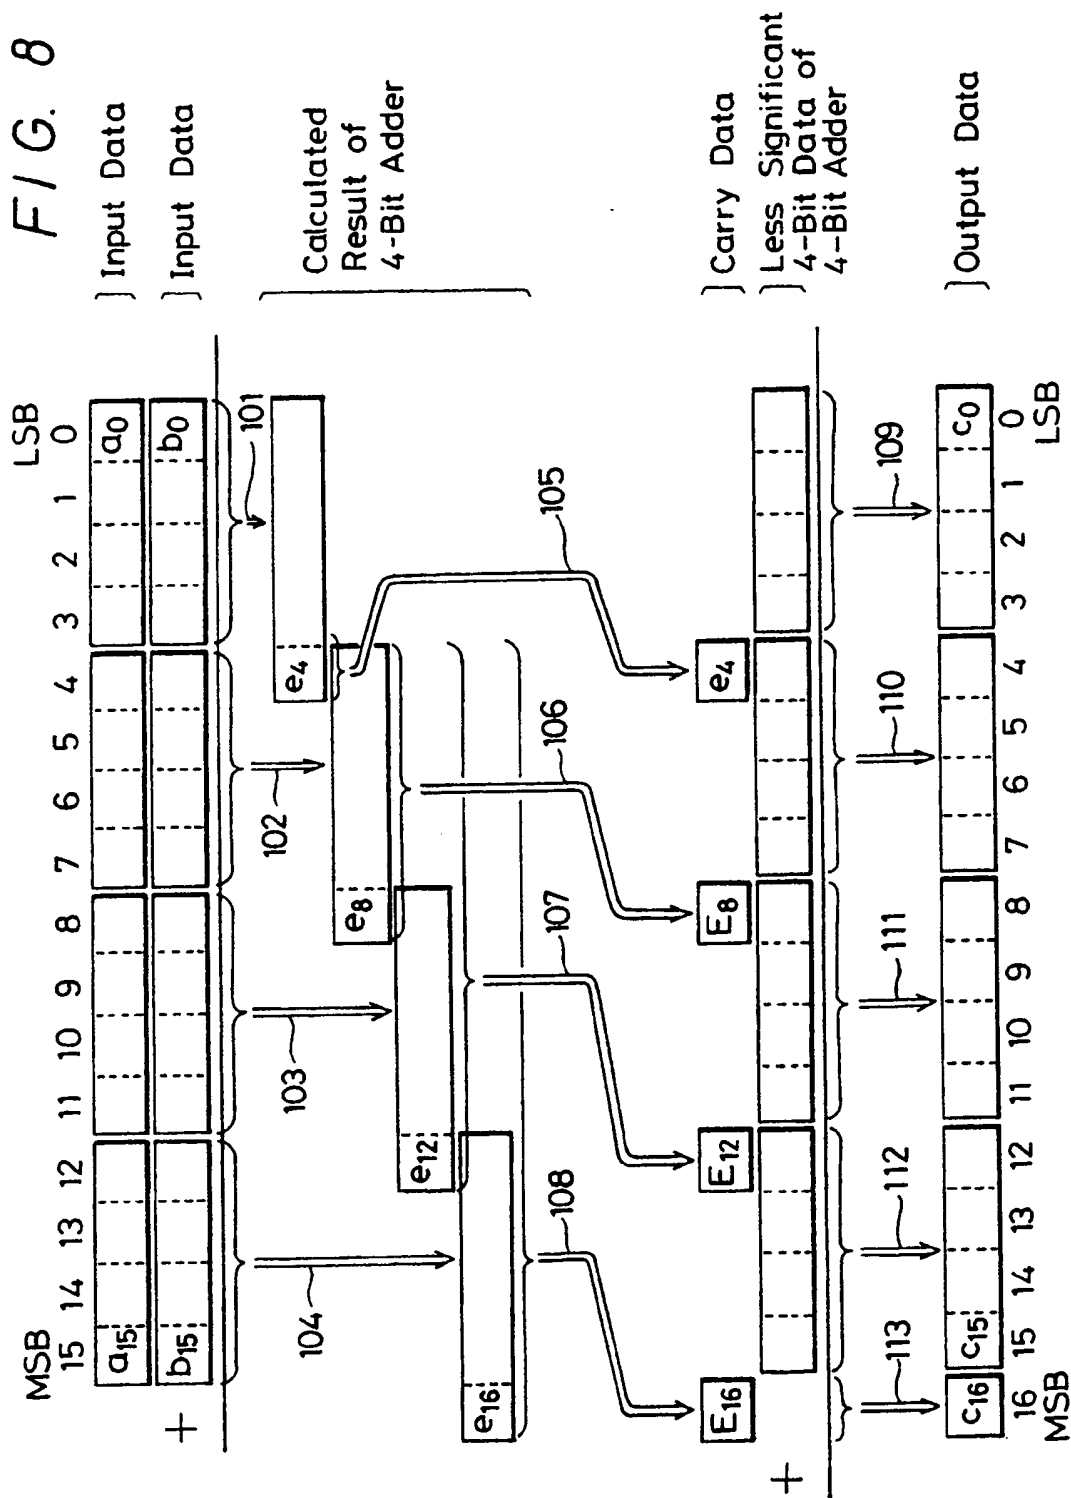 FIG. 8
MSB LSB
15 14 13 12 11 10 9 8 7 6 5 4 3 2 1 0
a15 a0 } Input Data
+ b15 b0 } Input Data
101
102
103
104
e4
e8
e12
e16
Calculated
Result of
4-Bit Adder
105
106
107
108
E16 E12 E8 e4 } Carry Data
+
Less Significant
4-Bit Data of
4-Bit Adder
113 112 111 110 109
c16 c15 c0 } Output Data
16 15 14 13 12 11 10 9 8 7 6 5 4 3 2 1 0
MSB LSB